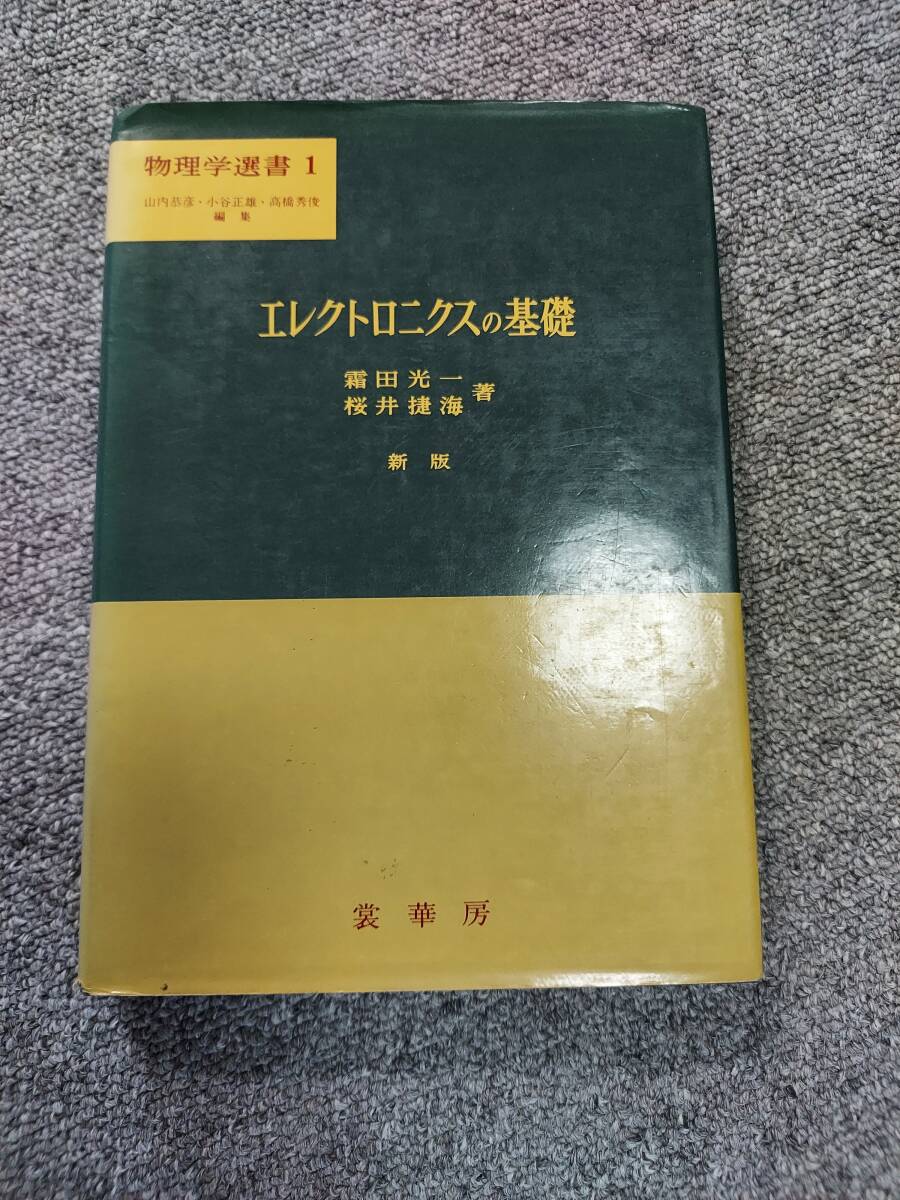 物理学選書 1
山内恭彦・小谷正雄・高橋秀俊
編集
エレクトロニクスの基礎
霜田光一
桜井捷海 著
新版
裳華房